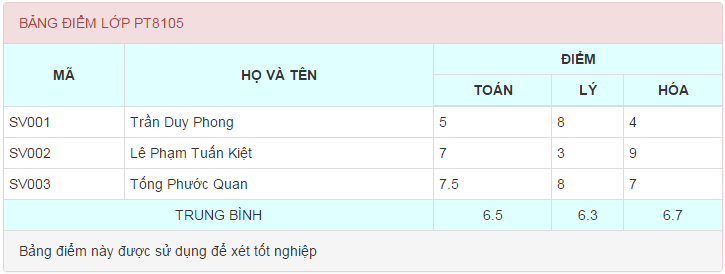 BẢNG ĐIỂM LỚP PT8105
MÃ HỌ VÀ TÊN ĐIỂM
TOÁN LÝ HÓA
SV001 Trần Duy Phong 5 8 4
SV002 Lê Phạm Tuấn Kiệt 7 3 9
SV003 Tống Phước Quan 7.5 8 7
TRUNG BÌNH 6.5 6.3 6.7
Bảng điểm này được sử dụng để xét tốt nghiệp